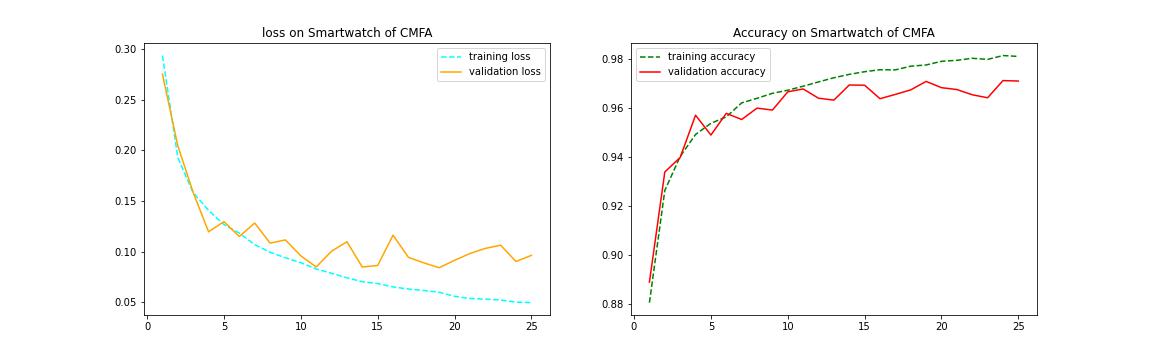 loss on Smartwatch of CMFA
training loss
validation loss
0.30
0.25
0.20
0.15
0.10
0.05
0 5 10 15 20 25
Accuracy on Smartwatch of CMFA
training accuracy
validation accuracy
0.98
0.96
0.94
0.92
0.90
0.88
0 5 10 15 20 25